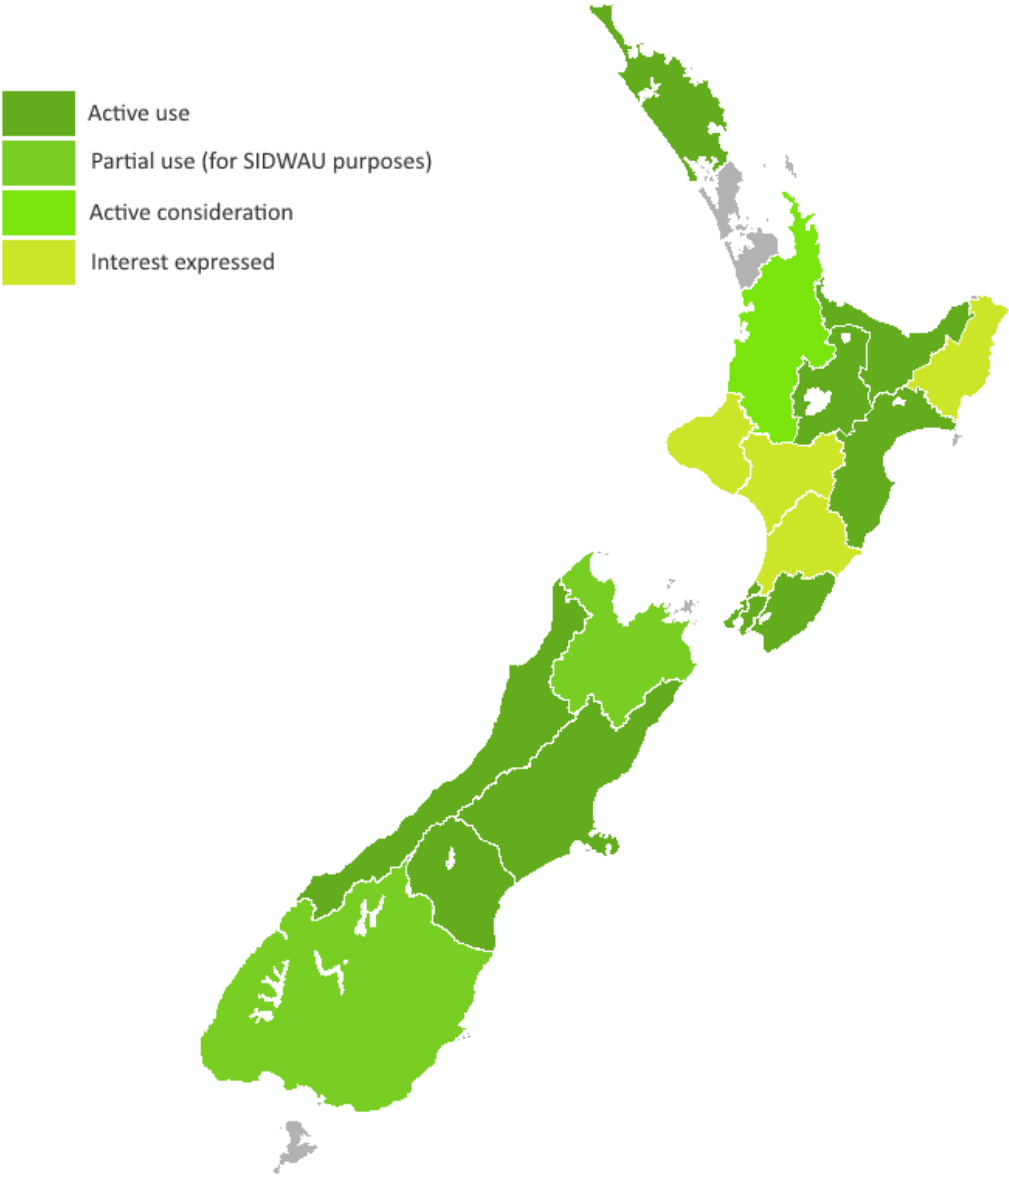 Active use
Partial use (for SIDWAU purposes)
Active consideration
Interest expressed